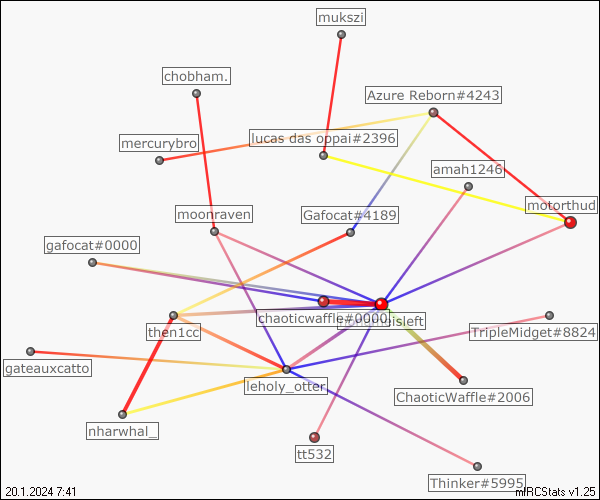 mukszi
chobham.
Azure Reborn#4243
lucas das oppai#2396
mercurybro
amah1246
motorthud
moonraven
Gafocat#4189
gafocat#0000
chaoticwaffle#0000
then1cc
TripleMidget#8824
gateauxcatto
leholy_otter
ChaoticWaffle#2006
nharwhal_
tt532
Thinker#5995
20.1.2024 7:41
mIRCStats v1.25